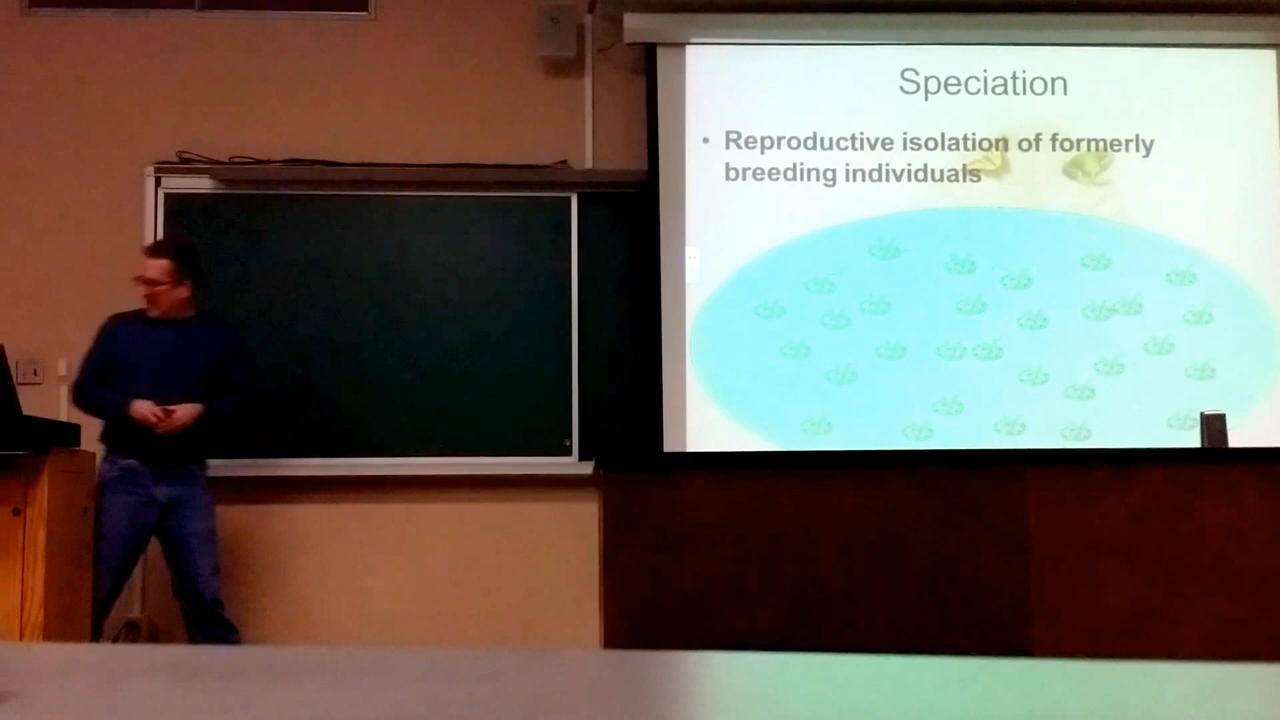 Speciation
• Reproductive isolation of formerly
breeding individuals